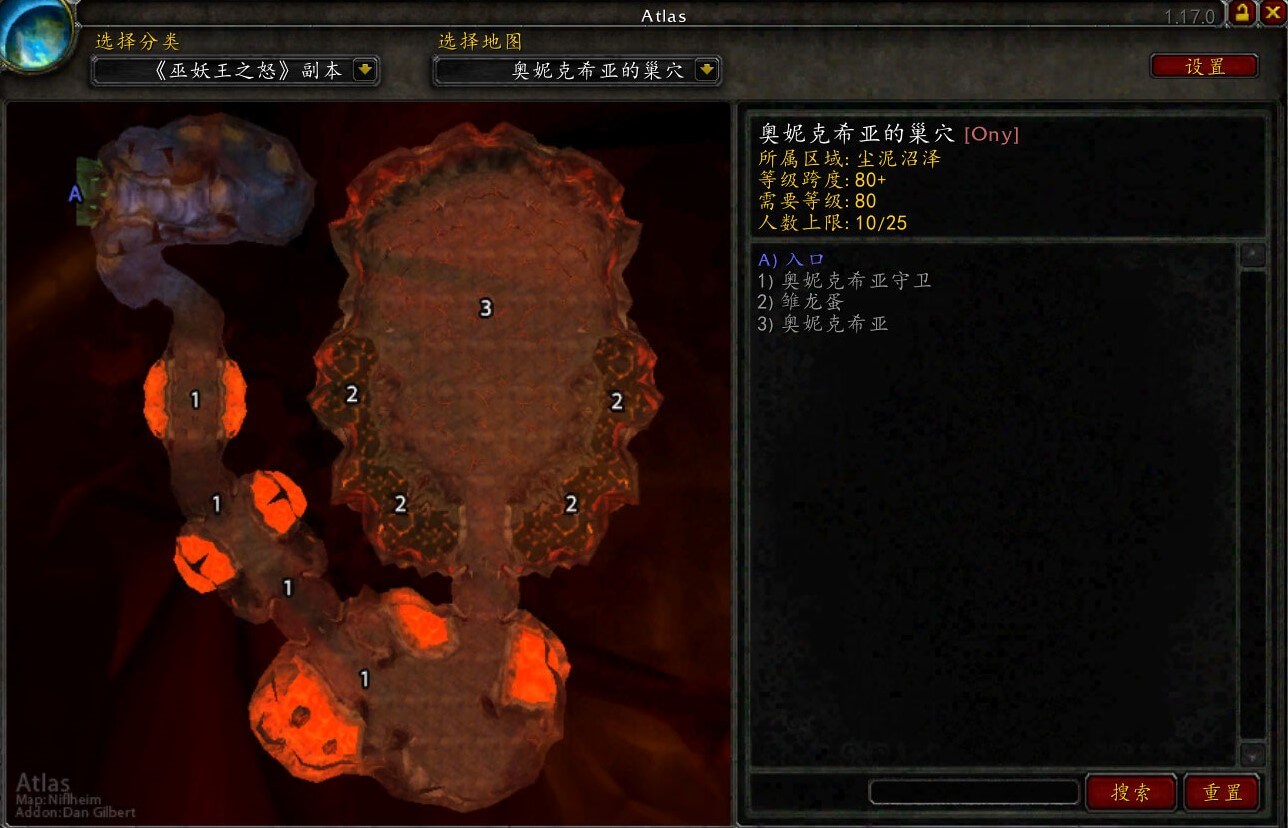 Atlas
1.17.0
选择分类
选择地图
《巫妖王之怒》副本
奥妮克希亚的巢穴
设置
奥妮克希亚的巢穴 [Ony]
所属区域: 尘泥沼泽
等级跨度: 80+
需要等级: 80
人数上限: 10/25
A) 入口
1) 奥妮克希亚守卫
2) 雏龙蛋
3) 奥妮克希亚
A
3
1
2
2
1
2
2
1
1
Atlas
Map: Niflheim
Addon: Dan Gilbert
搜索
重置